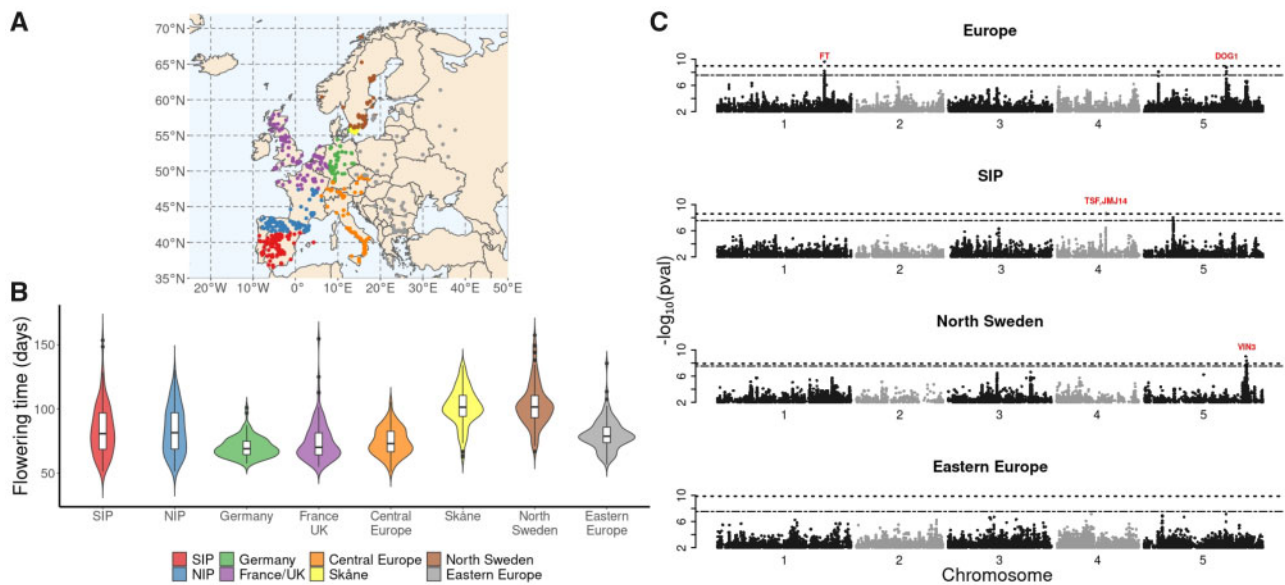 A
70°N
65°N
60°N
55°N
50°N
45°N
40°N
35°N
20°W 10°W 0°E 10°E 20°E 30°E 40°E 50°E
B
Flowering time (days)
150
100
50
SIP NIP Germany France UK Central Europe Skåne North Sweden Eastern Europe
SIP Germany Central Europe North Sweden
NIP France/UK Skåne Eastern Europe
C
-log10(pval)
Europe
FT DOG1
10
6
2
1 2 3 4 5
SIP
TSF,JMJ14
10
6
2
1 2 3 4 5
North Sweden
VIN3
10
6
2
1 2 3 4 5
Eastern Europe
10
6
2
1 2 3 4 5
Chromosome